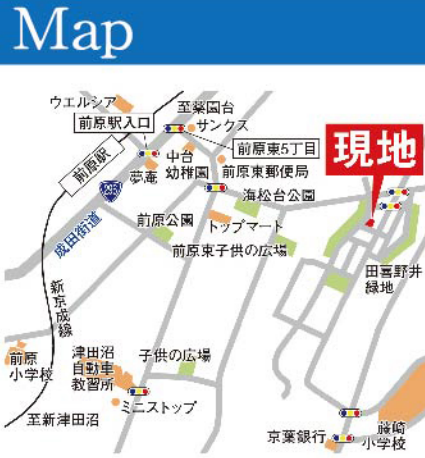 Map
ウエルシア
至薬園台
前原駅入口
サンクス
前原東5丁目
前原駅
夢庵
中台
幼稚園
前原東郵便局
現地
296
成田街道
海松台公園
前原公園
トップマート
前原東子供の広場
田喜野井
緑地
新京成線
前原
小学校
津田沼
自動車
教習所
子供の広場
ミニストップ
至新津田沼
京葉銀行
藤崎
小学校